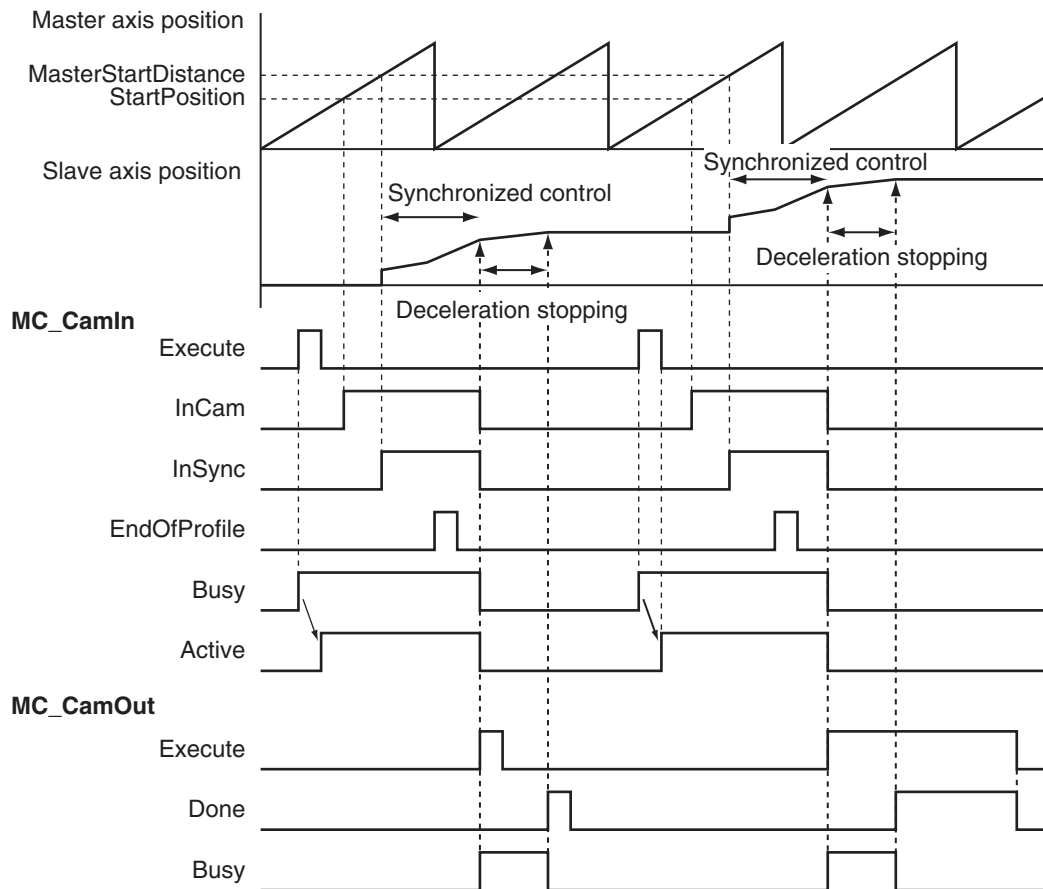 Master axis position
MasterStartDistance
StartPosition
Slave axis position
Synchronized control
Synchronized control
Deceleration stopping
Deceleration stopping
MC_CamIn
Execute
InCam
InSync
EndOfProfile
Busy
Active
MC_CamOut
Execute
Done
Busy